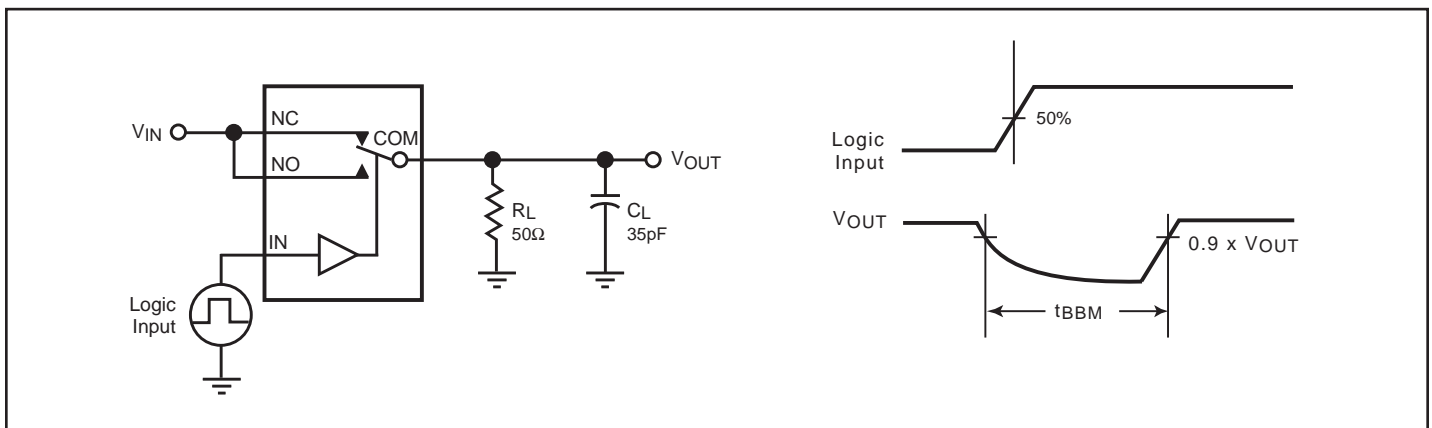 NC
COM
VIN
VOUT
NO
RL
50Ω
CL
35pF
IN
Logic
Input
50%
Logic
Input
VOUT
0.9 x VOUT
tBBM